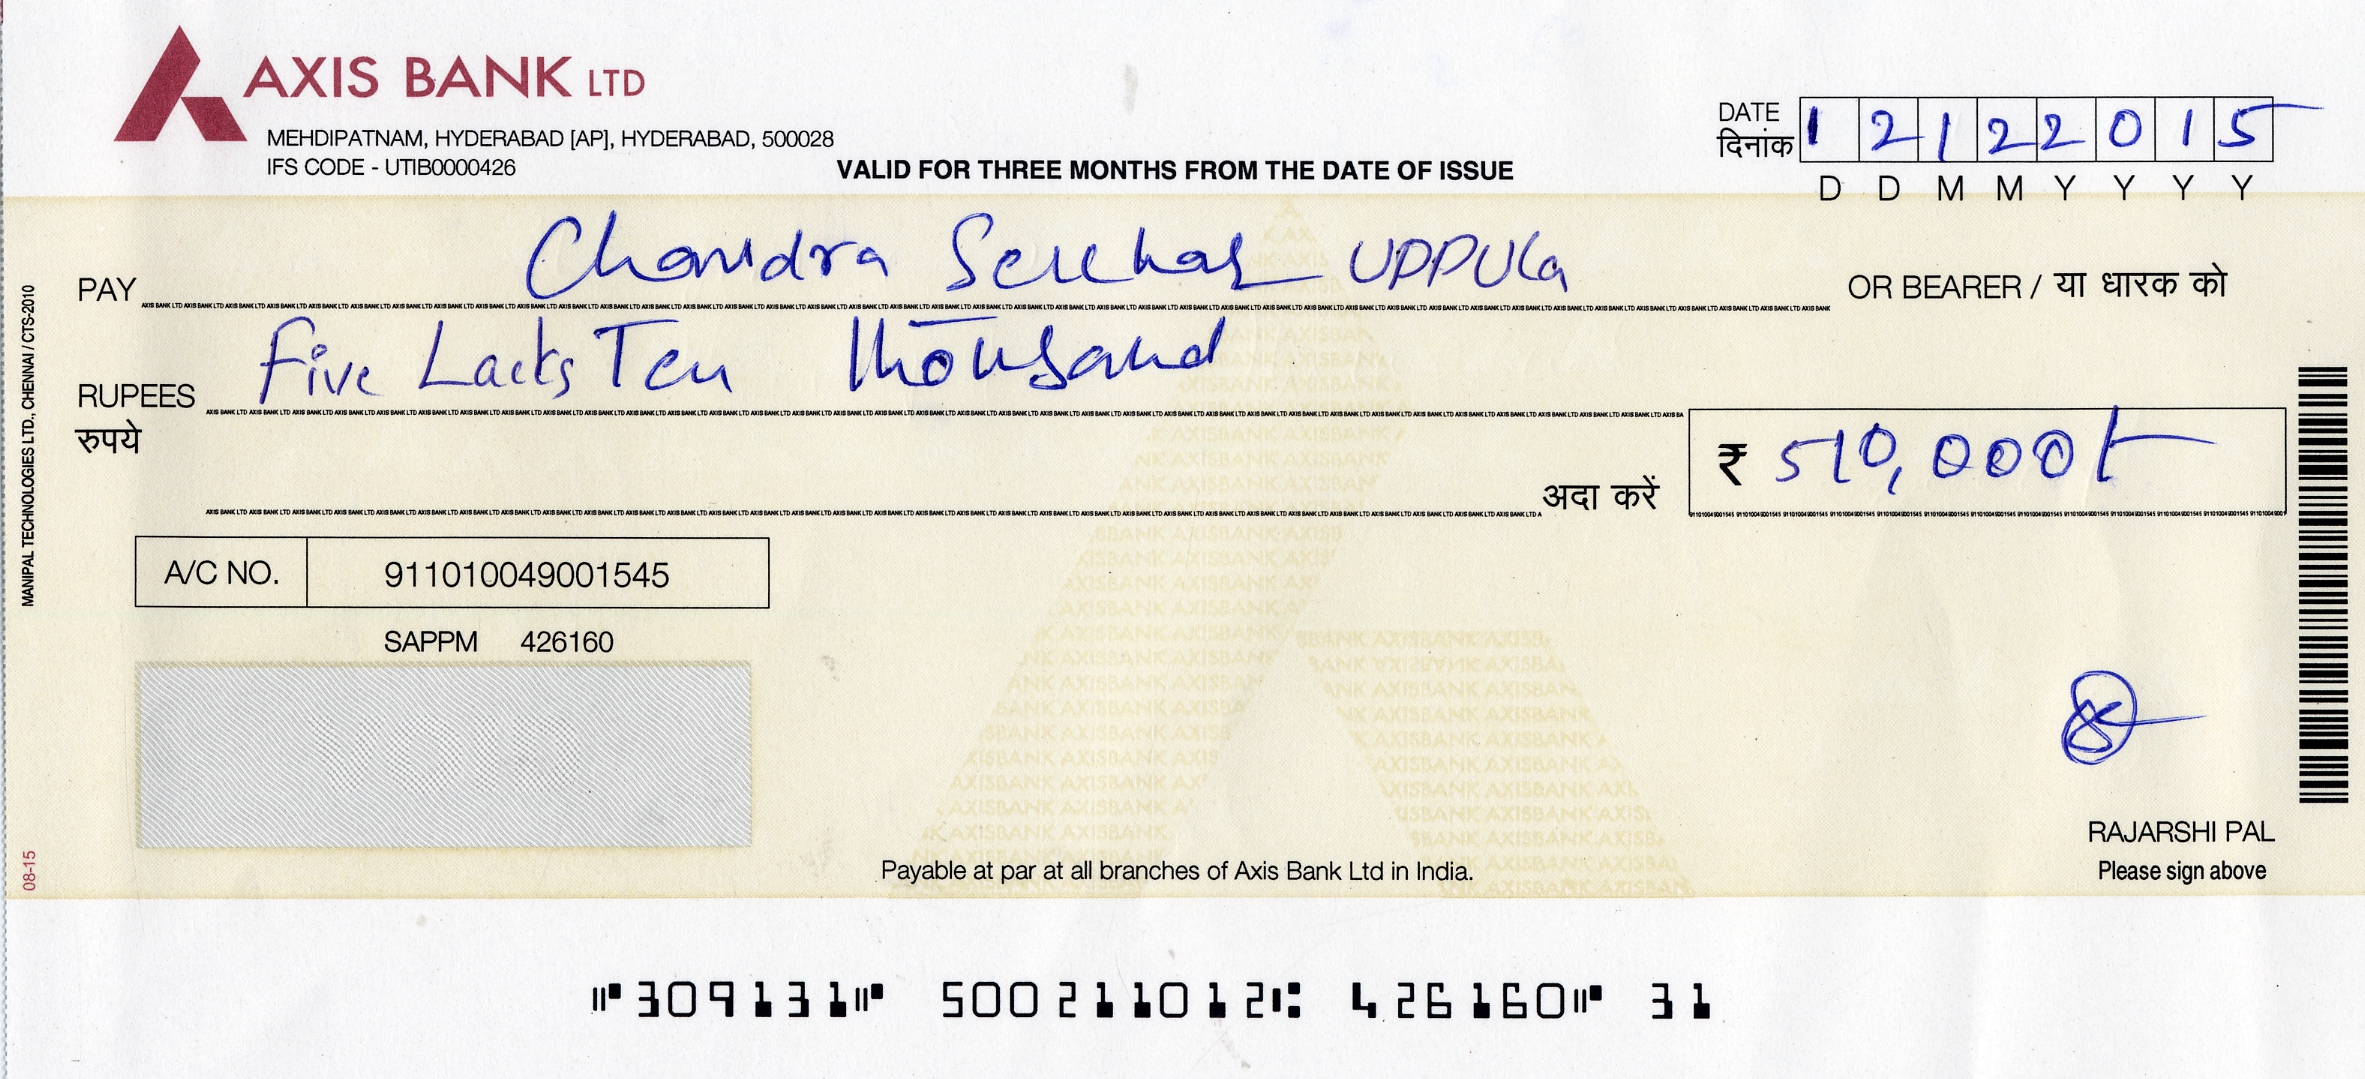 AXIS BANK LTD
MEHDIPATNAM, HYDERABAD [AP], HYDERABAD, 500028
IFS CODE - UTIB0000426
VALID FOR THREE MONTHS FROM THE DATE OF ISSUE
DATE
दिनांक 1 2 1 2 2 0 1 5
D D M M Y Y Y Y
PAY Chandra Sekhar UPPULa OR BEARER / या धारक को
RUPEES Five Lacks Ten Thousand
रुपये
अदा करें ₹ 510,000/-
A/C NO. 911010049001545
SAPPM 426160
VOID
RAJARSHI PAL
Payable at par at all branches of Axis Bank Ltd in India.
Please sign above
MANIPAL TECHNOLOGIES LTD., CHENNAI / CTS-2010
08-15
⑈309131⑈ 500211012⑆ 426160⑈ 31